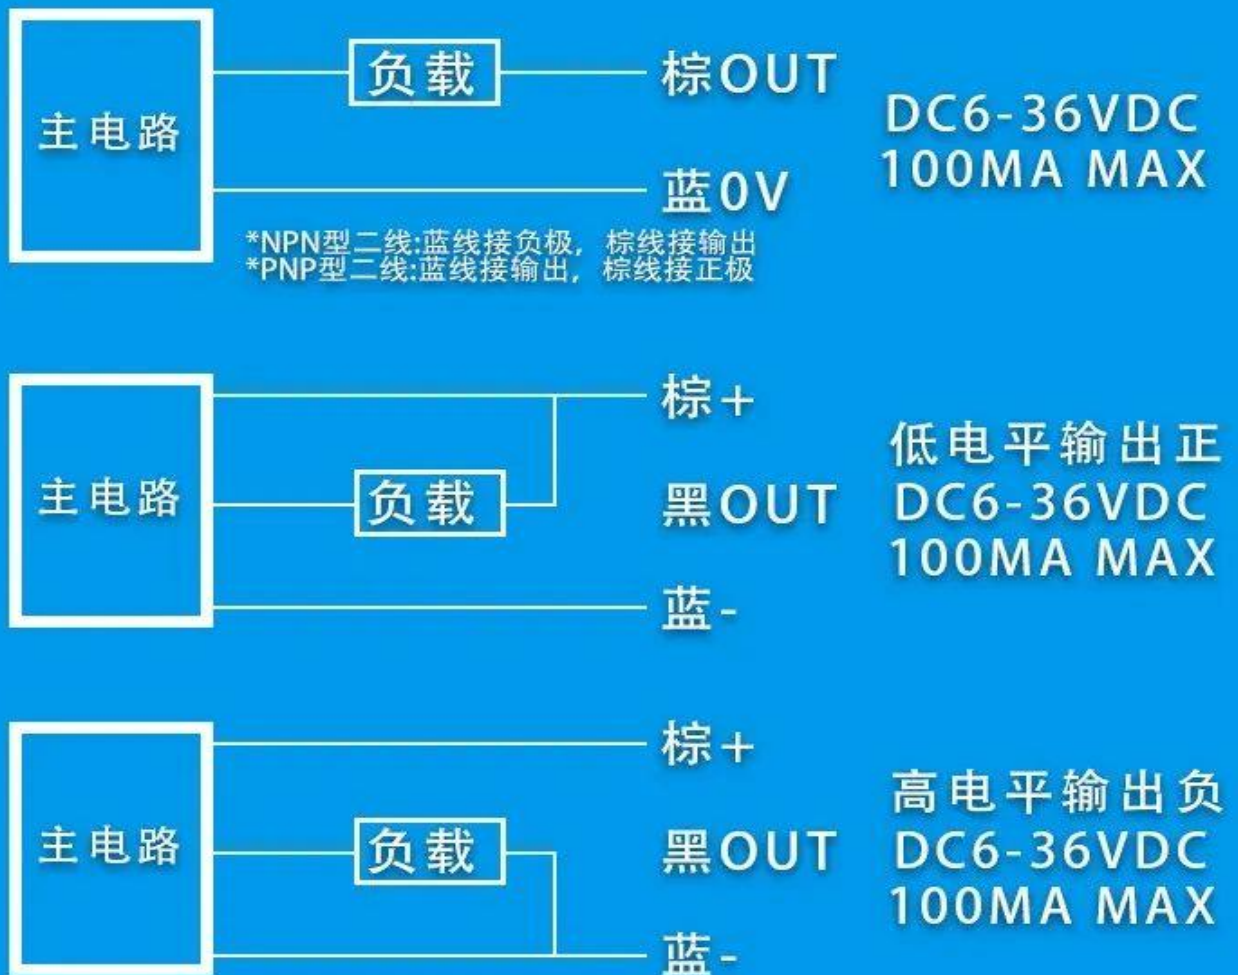 负载
棕OUT
主电路
DC6-36VDC
100MA MAX
蓝0V
*NPN型二线:蓝线接负极，棕线接输出
*PNP型二线:蓝线接输出，棕线接正极
棕+
主电路
负载
黑OUT
蓝-
低电平输出正
DC6-36VDC
100MA MAX
棕+
主电路
负载
黑OUT
蓝-
高电平输出负
DC6-36VDC
100MA MAX